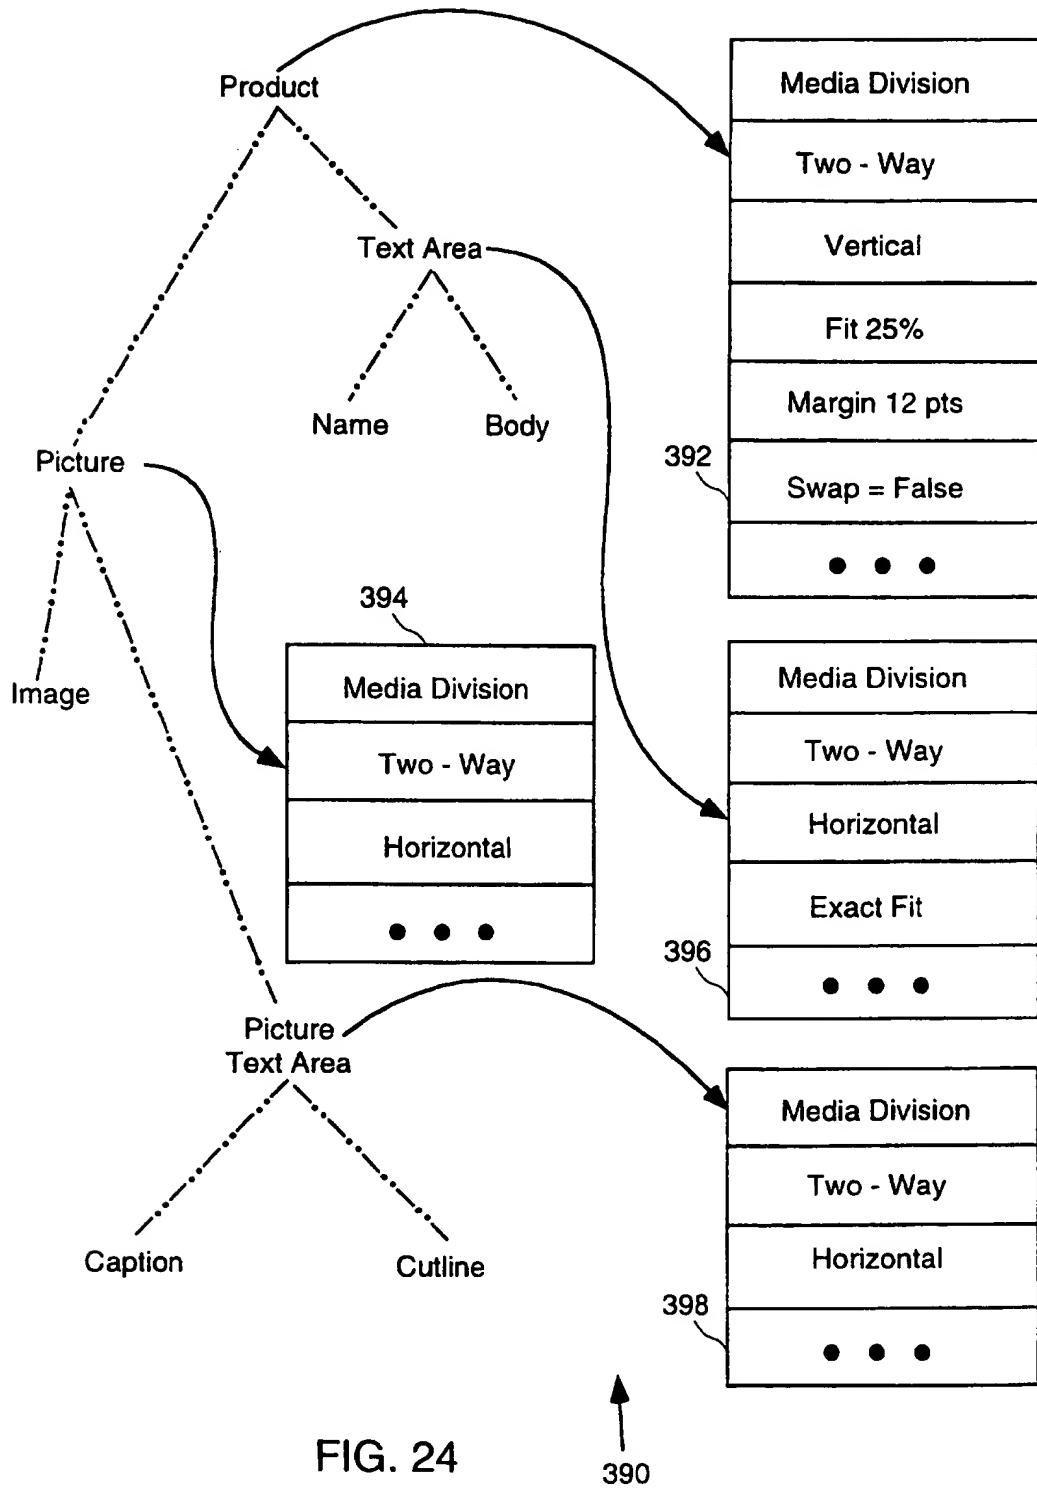 Product
Text Area
Name
Body
Picture
Image
Picture
Text Area
Caption
Cutline
392
Media Division
Two - Way
Vertical
Fit 25%
Margin 12 pts
Swap = False
394
Media Division
Two - Way
Horizontal
396
Media Division
Two - Way
Horizontal
Exact Fit
398
Media Division
Two - Way
Horizontal
FIG. 24
390